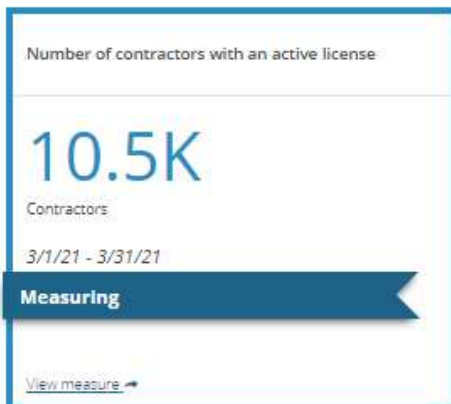 Number of contractors with an active license
10.5K
Contractors
3/1/21 - 3/31/21
Measuring
View measure